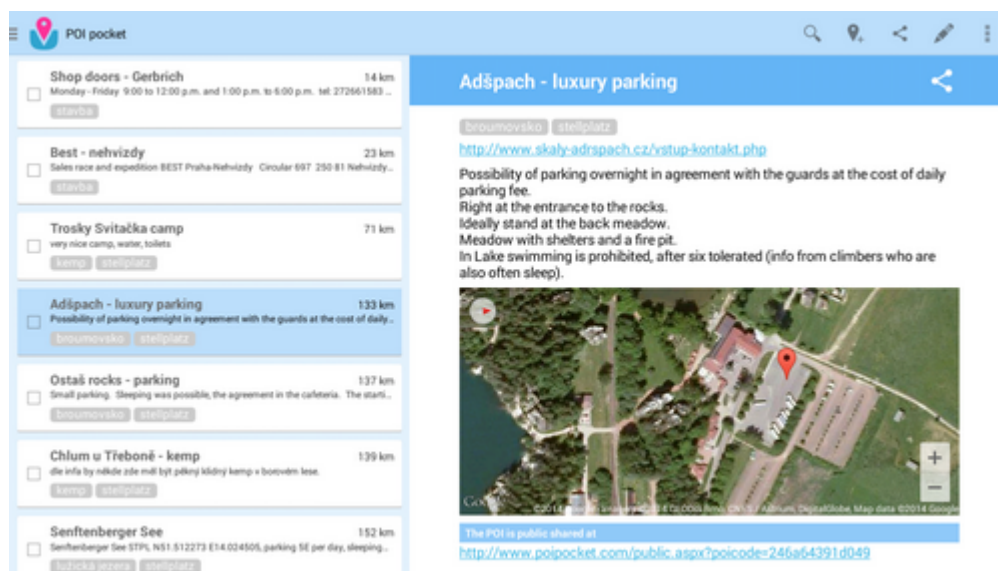 POI pocket
Shop doors - Gerbrich 14 km
Monday - Friday 9:00 to 12:00 p.m. and 1:00 p.m. to 6:00 p.m. tel: 272661583 ...
stavba
Best - nehvizdy 23 km
Sales race and expedition BEST Praha-Nehvizdy Circular 697 250 81 Nehvizdy...
stavba
Trosky Svitačka camp 71 km
very nice camp, water, toilets
kemp stellplatz
Adšpach - luxury parking 133 km
Possibility of parking overnight in agreement with the guards at the cost of daily...
broumovsko stellplatz
Ostaš rocks - parking 137 km
Small parking. Sleeping was possible, the agreement in the cafeteria. The starti...
broumovsko stellplatz
Chlum u Třeboně - kemp 139 km
dle infa by někde zde měl být pěkný klidný kemp v borovém lese.
kemp stellplatz
Senftenberger See 152 km
Senftenberger See STPL N51.512273 E14.024505, parking 5E per day, sleeping...
lužická jezera stellplatz
Adšpach - luxury parking
broumovsko stellplatz
http://www.skaly-adrspach.cz/vstup-kontakt.php
Possibility of parking overnight in agreement with the guards at the cost of daily
parking fee.
Right at the entrance to the rocks.
Ideally stand at the back meadow.
Meadow with shelters and a fire pit.
In Lake swimming is prohibited, after six tolerated (info from climbers who are
also often sleep).
+
−
DigitalGlobe, Map data ©2014 Google
The POI is public shared at
http://www.poipocket.com/public.aspx?poicode=246a64391d049